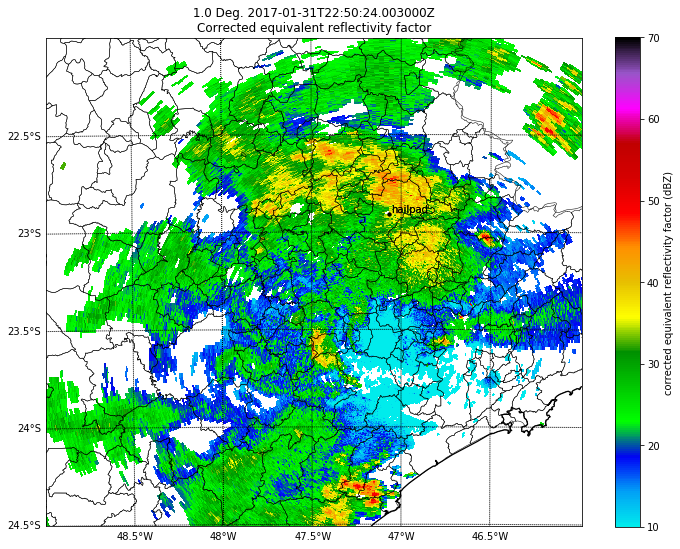 1.0 Deg. 2017-01-31T22:50:24.003000Z
Corrected equivalent reflectivity factor
70
60
50
40
30
20
10
corrected equivalent reflectivity factor (dBZ)
22.5°S
23°S
23.5°S
24°S
24.5°S
hailpad
48.5°W
48°W
47.5°W
47°W
46.5°W